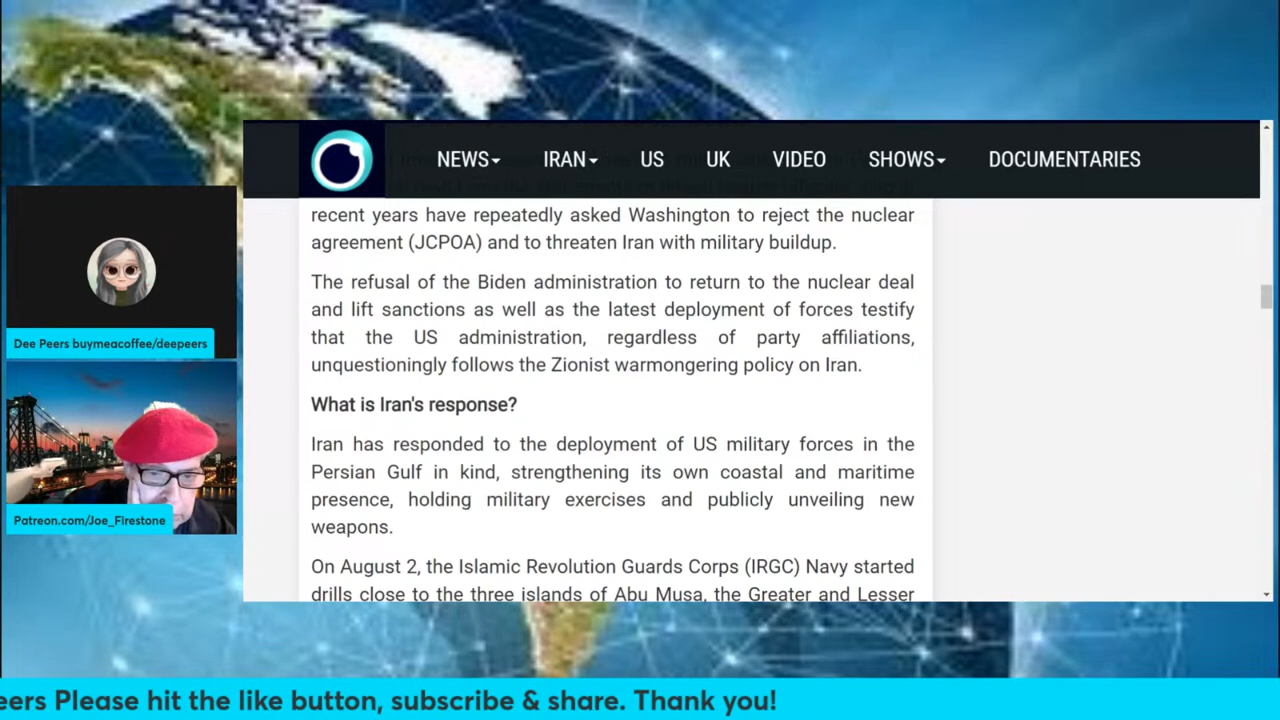 NEWS IRAN US UK VIDEO SHOWS DOCUMENTARIES
recent years have repeatedly asked Washington to reject the nuclear
agreement (JCPOA) and to threaten Iran with military buildup.
The refusal of the Biden administration to return to the nuclear deal
and lift sanctions as well as the latest deployment of forces testify
that the US administration, regardless of party affiliations,
unquestioningly follows the Zionist warmongering policy on Iran.
What is Iran's response?
Iran has responded to the deployment of US military forces in the
Persian Gulf in kind, strengthening its own coastal and maritime
presence, holding military exercises and publicly unveiling new
weapons.
On August 2, the Islamic Revolution Guards Corps (IRGC) Navy started
drills close to the three islands of Abu Musa, the Greater and Lesser
Dee Peers buymeacoffee/deepeers
Patreon.com/Joe_Firestone
eers Please hit the like button, subscribe & share. Thank you!